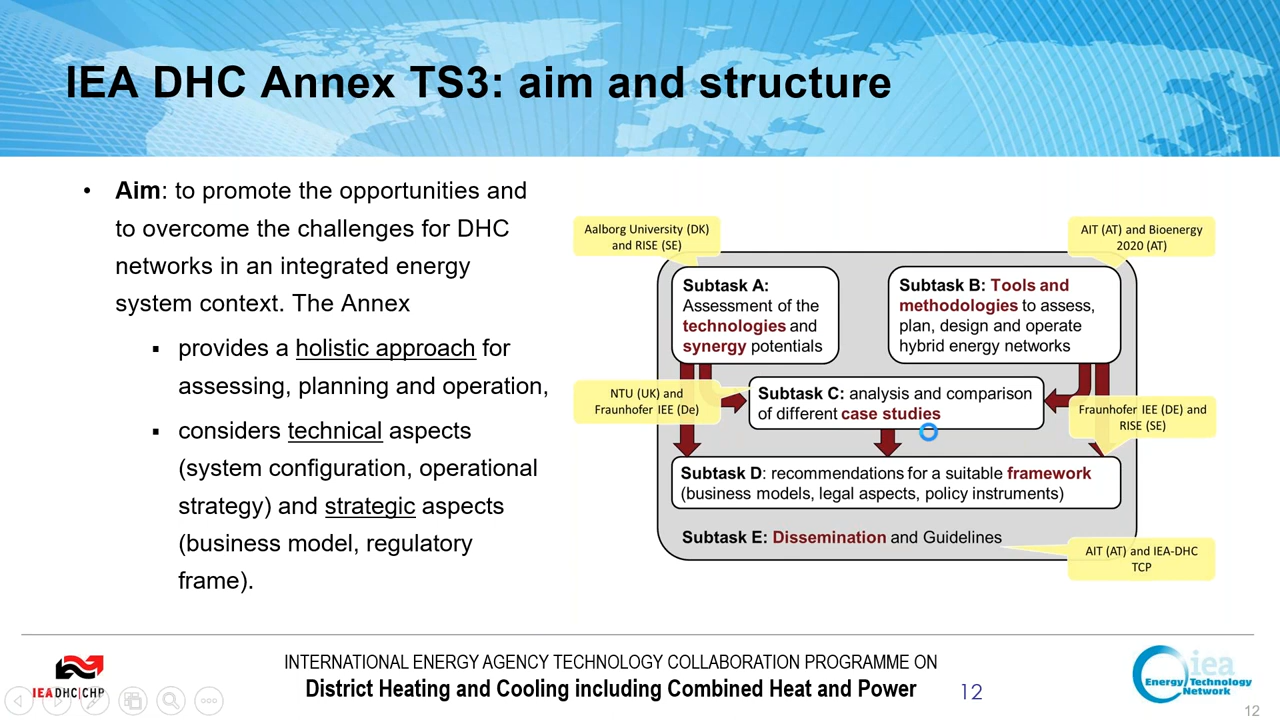 IEA DHC Annex TS3: aim and structure
• Aim: to promote the opportunities and
to overcome the challenges for DHC
networks in an integrated energy
system context. The Annex
▪ provides a holistic approach for
assessing, planning and operation,
▪ considers technical aspects
(system configuration, operational
strategy) and strategic aspects
(business model, regulatory
frame).
Aalborg University (DK)
and RISE (SE)
AIT (AT) and Bioenergy
2020 (AT)
Subtask A:
Assessment of the
technologies and
synergy potentials
Subtask B: Tools and
methodologies to assess,
plan, design and operate
hybrid energy networks
NTU (UK) and
Fraunhofer IEE (De)
Subtask C: analysis and comparison
of different case studies
Fraunhofer IEE (DE) and
RISE (SE)
Subtask D: recommendations for a suitable framework
(business models, legal aspects, policy instruments)
Subtask E: Dissemination and Guidelines
AIT (AT) and IEA-DHC
TCP
IEA DHC|CHP
INTERNATIONAL ENERGY AGENCY TECHNOLOGY COLLABORATION PROGRAMME ON
District Heating and Cooling including Combined Heat and Power
12
iea
Energy Technology
Network
12